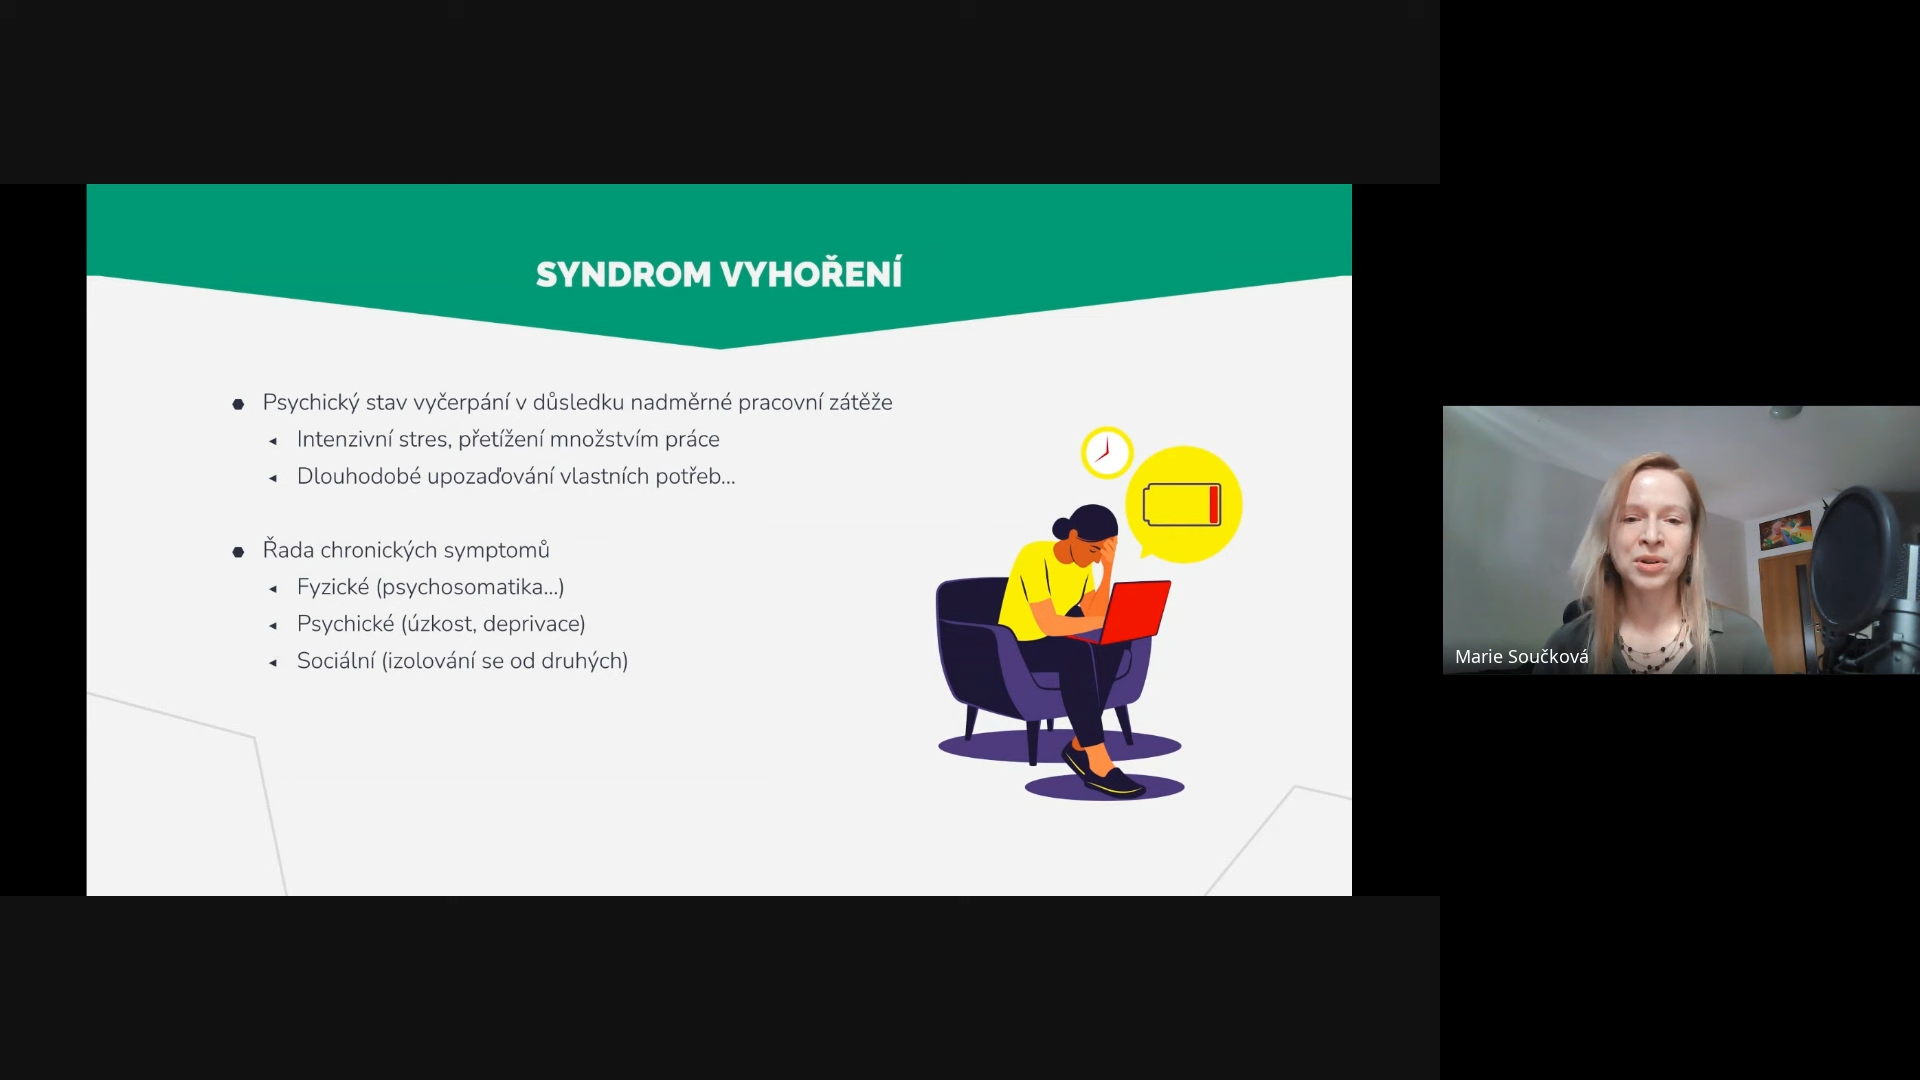 SYNDROM VYHOŘENÍ
Psychický stav vyčerpání v důsledku nadměrné pracovní zátěže
Intenzivní stres, přetížení množstvím práce
Dlouhodobé upozaďování vlastních potřeb...
Řada chronických symptomů
Fyzické (psychosomatika...)
Psychické (úzkost, deprivace)
Sociální (izolování se od druhých)
Marie Součková